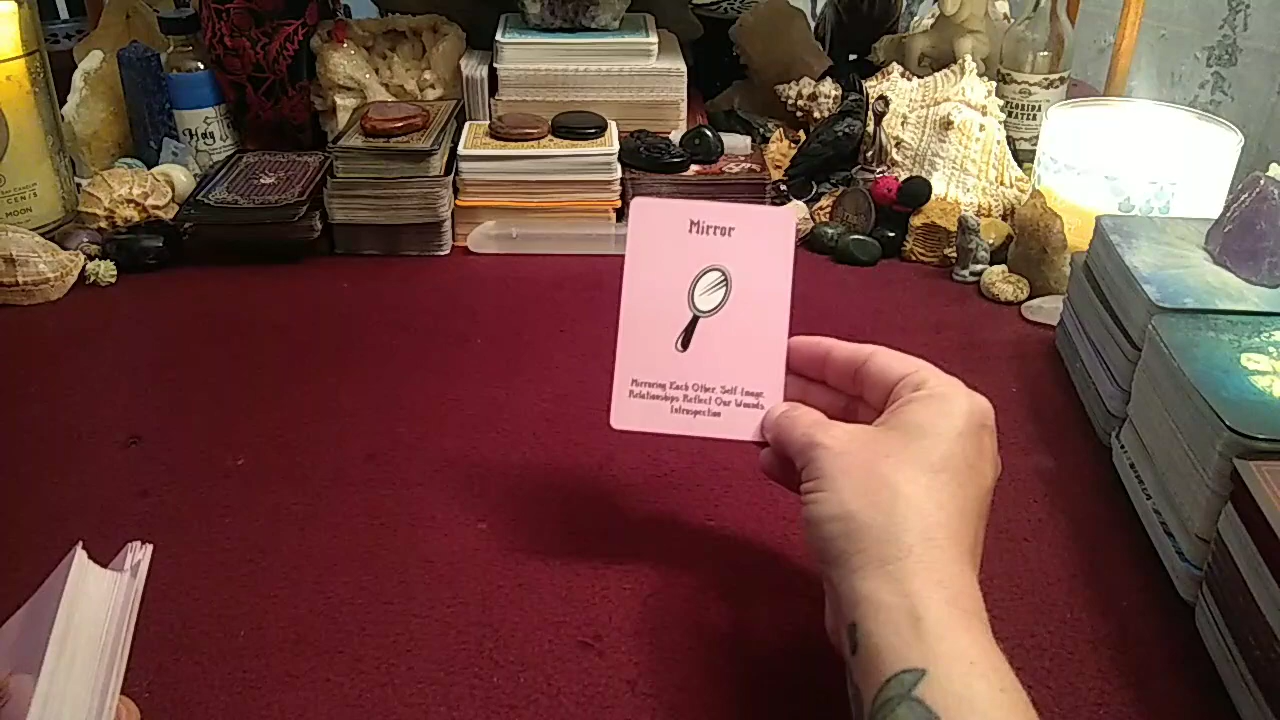 Mirror
Mirroring Each Other, Self-Image,
Relationships Reflect Our Wounds,
Introspection
Holy
FLORIDA
WATER
MOON